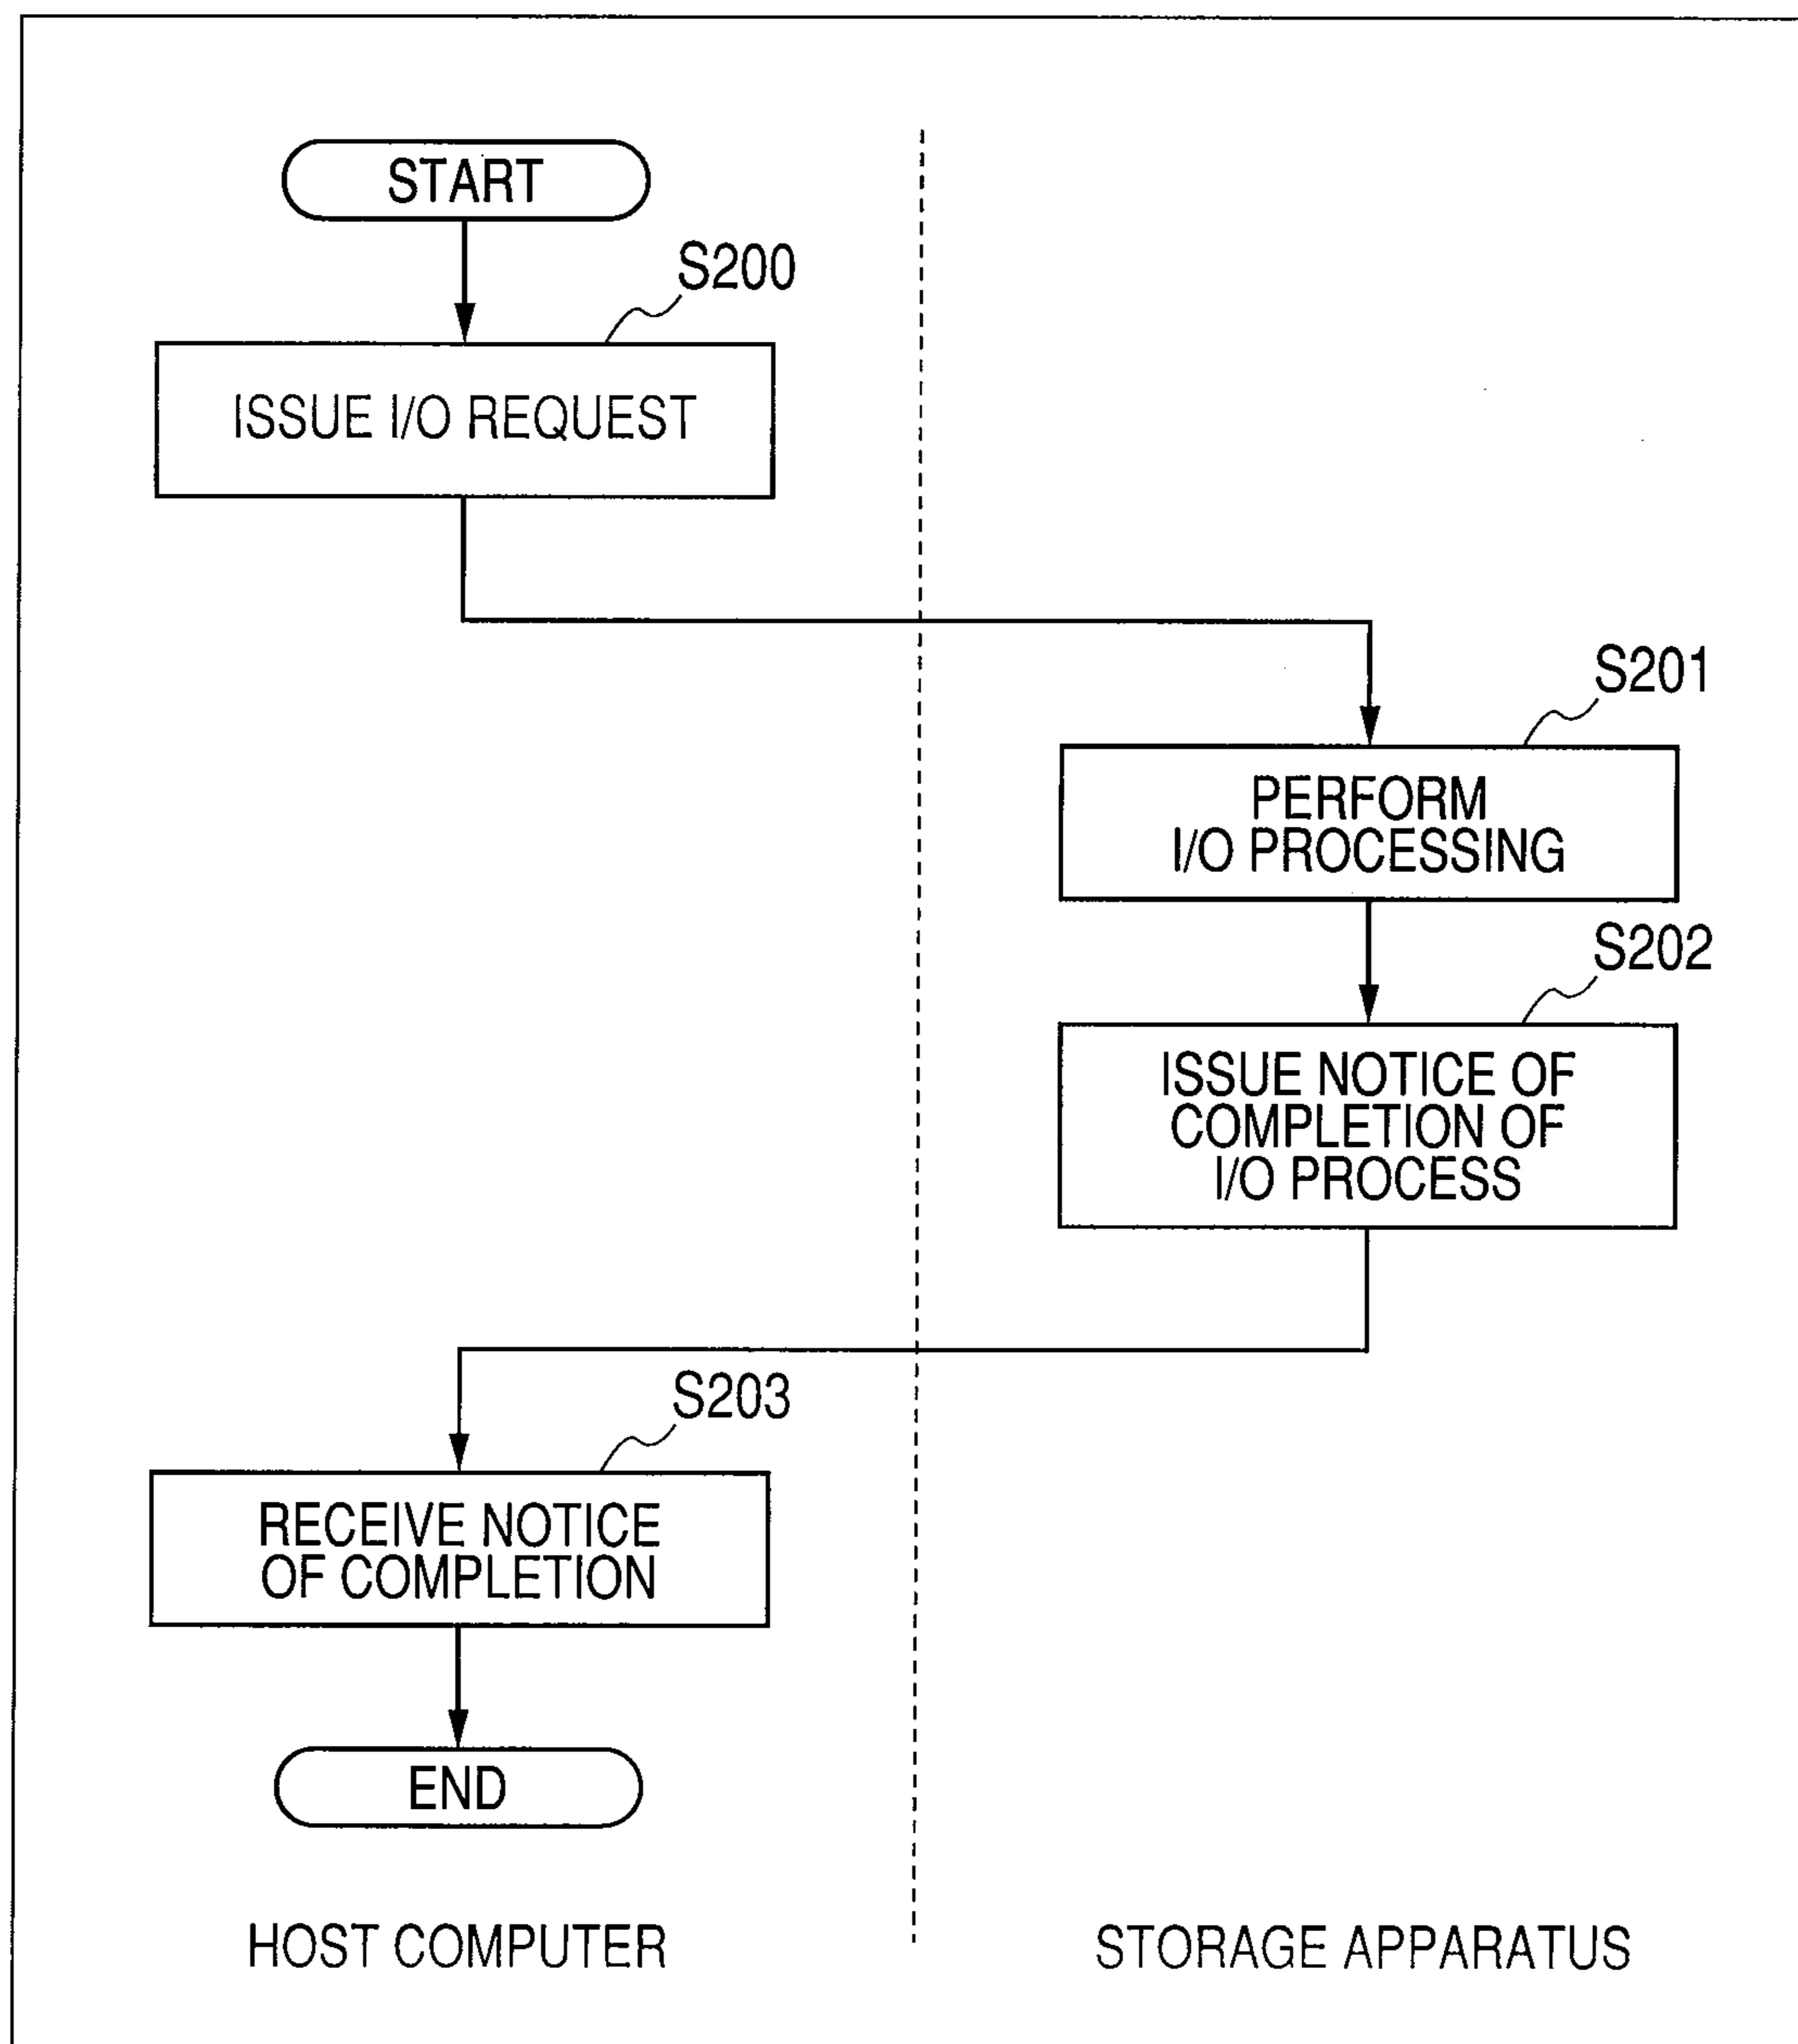 START
S200
ISSUE I/O REQUEST
S201
PERFORM
I/O PROCESSING
S202
ISSUE NOTICE OF
COMPLETION OF
I/O PROCESS
S203
RECEIVE NOTICE
OF COMPLETION
END
HOST COMPUTER
STORAGE APPARATUS